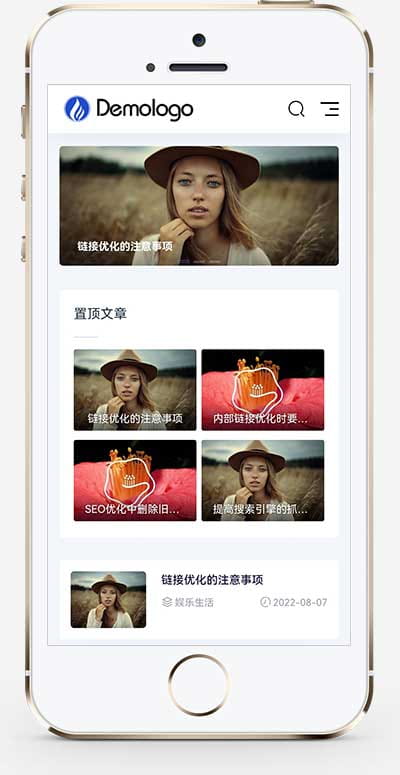 Demologo
链接优化的注意事项
置顶文章
链接优化的注意事项
内部链接优化时要...
SEO优化中删除旧...
提高搜索引擎的抓...
链接优化的注意事项
娱乐生活
2022-08-07